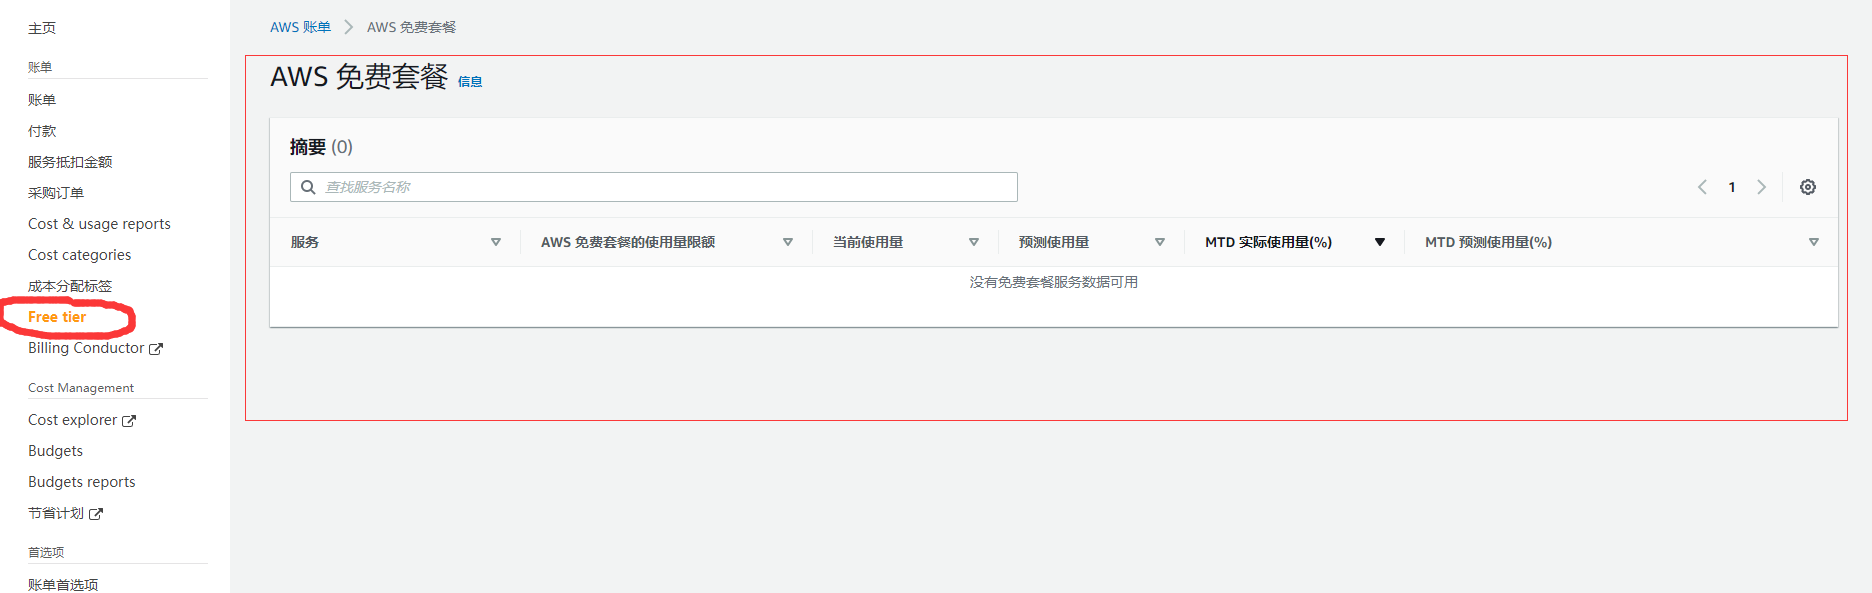 主页
账单
账单
付款
服务抵扣金额
采购订单
Cost & usage reports
Cost categories
成本分配标签
Free tier
Billing Conductor
Cost Management
Cost explorer
Budgets
Budgets reports
节省计划
首选项
账单首选项
AWS 账单 AWS 免费套餐
AWS 免费套餐 信息
摘要 (0)
查找服务名称 1
服务 AWS 免费套餐的使用量限额 当前使用量 预测使用量 MTD 实际使用量(%) MTD 预测使用量(%)
没有免费套餐服务数据可用